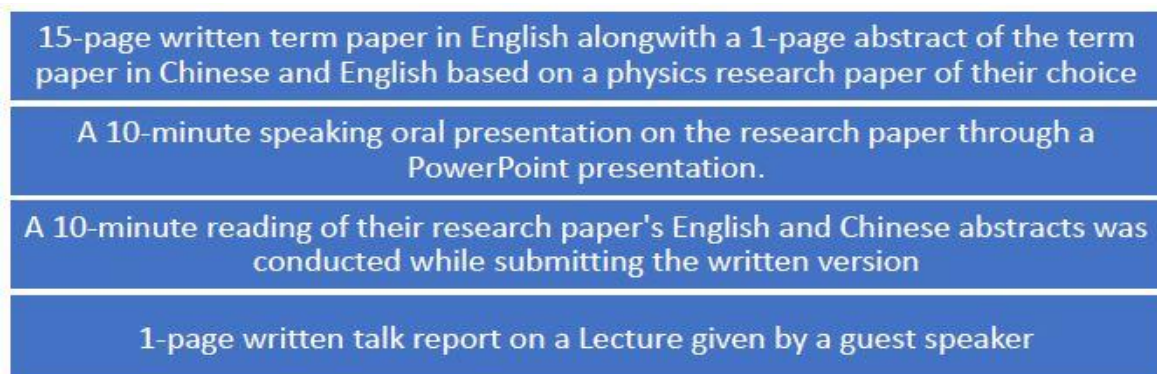 15-page written term paper in English alongwith a 1-page abstract of the term
paper in Chinese and English based on a physics research paper of their choice
A 10-minute speaking oral presentation on the research paper through a
PowerPoint presentation.
A 10-minute reading of their research paper's English and Chinese abstracts was
conducted while submitting the written version
1-page written talk report on a Lecture given by a guest speaker